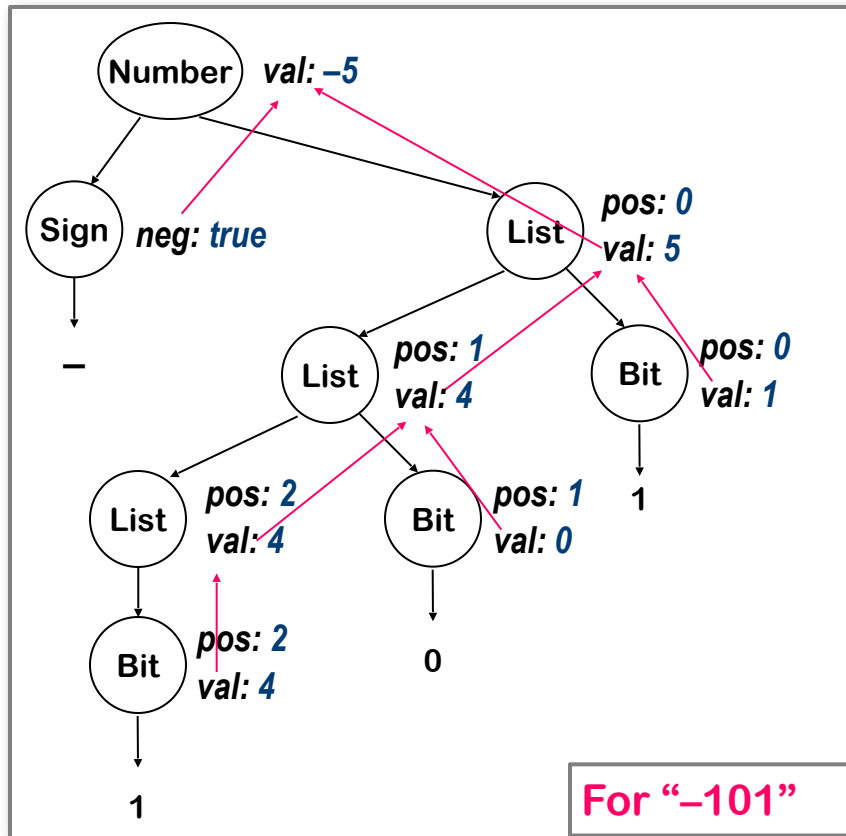 Number val: –5
Sign neg: true
List pos: 0
val: 5
–
List pos: 1
val: 4
Bit pos: 0
val: 1
List pos: 2
val: 4
Bit pos: 1
val: 0
1
Bit pos: 2
val: 4
0
1
For “–101”